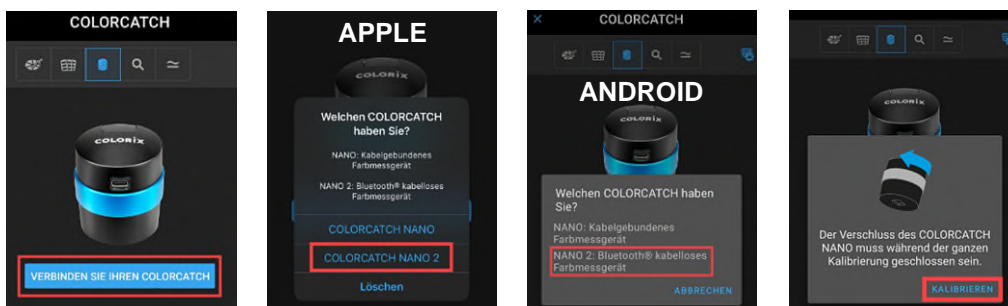 COLORCATCH
COLORIX
VERBINDEN SIE IHREN COLORCATCH
APPLE
COLORIX
Welchen COLORCATCH
haben Sie?
NANO: Kabelgebundenes
Farbmessgerät
NANO 2: Bluetooth® kabelloses
Farbmessgerät
COLORCATCH NANO
COLORCATCH NANO 2
Löschen
COLORCATCH
ANDROID
COLORIX
Welchen COLORCATCH haben
Sie?
NANO: Kabelgebundenes
Farbmessgerät
NANO 2: Bluetooth® kabelloses
Farbmessgerät
ABBRECHEN
COLORIX
Der Verschluss des COLORCATCH
NANO muss während der ganzen
Kalibrierung geschlossen sein.
KALIBRIEREN